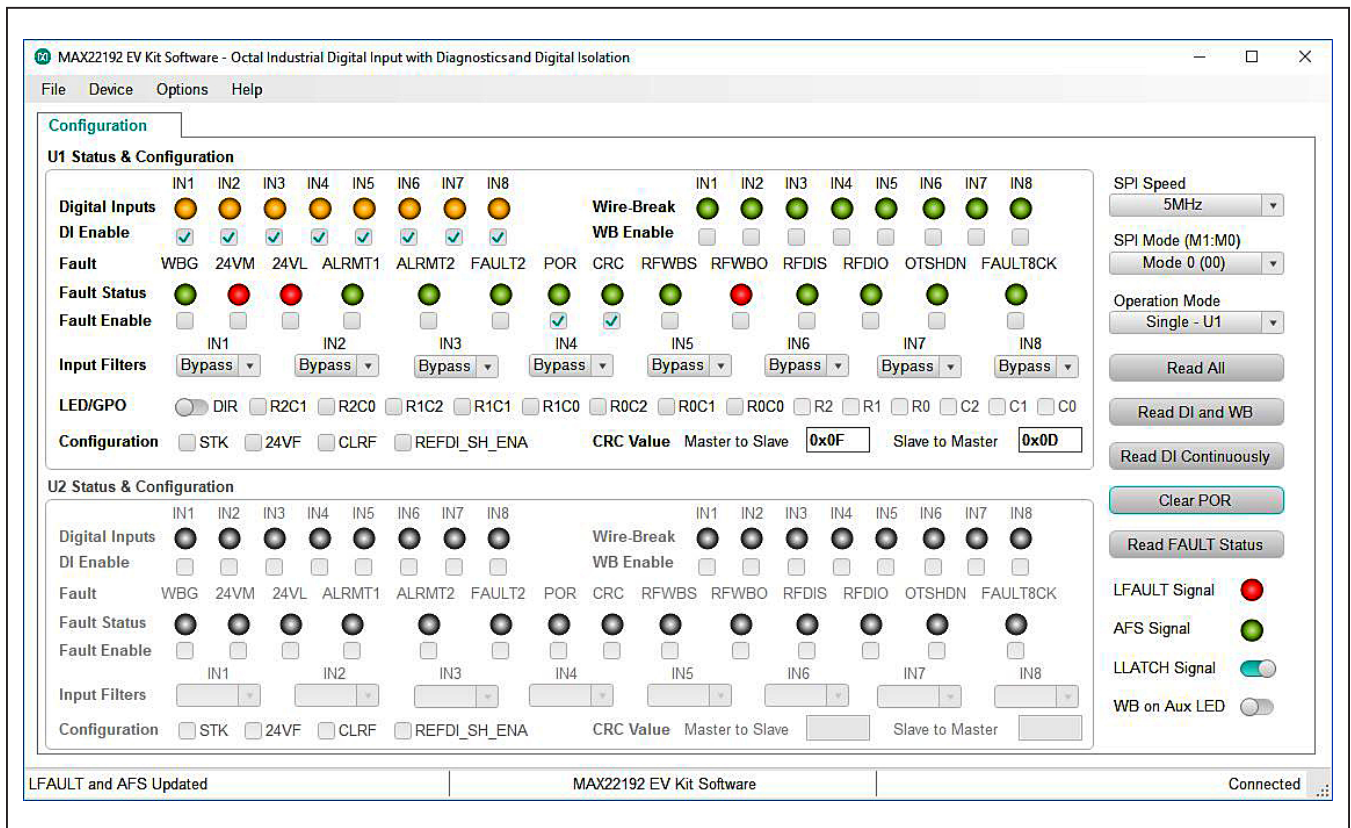 MAX22192 EV Kit Software - Octal Industrial Digital Input with Diagnosticsand Digital Isolation
File Device Options Help
Configuration
U1 Status & Configuration
IN1 IN2 IN3 IN4 IN5 IN6 IN7 IN8 IN1 IN2 IN3 IN4 IN5 IN6 IN7 IN8
Digital Inputs Wire-Break
DI Enable WB Enable
Fault WBG 24VM 24VL ALRMT1 ALRMT2 FAULT2 POR CRC RFWBS RFWBO RFDIS RFDIO OTSHDN FAULT8CK
Fault Status
Fault Enable
IN1 IN2 IN3 IN4 IN5 IN6 IN7 IN8
Input Filters Bypass Bypass Bypass Bypass Bypass Bypass Bypass Bypass
LED/GPO DIR R2C1 R2C0 R1C2 R1C1 R1C0 R0C2 R0C1 R0C0 R2 R1 R0 C2 C1 C0
Configuration STK 24VF CLRF REFDI_SH_ENA CRC Value Master to Slave 0x0F Slave to Master 0x0D
U2 Status & Configuration
IN1 IN2 IN3 IN4 IN5 IN6 IN7 IN8 IN1 IN2 IN3 IN4 IN5 IN6 IN7 IN8
Digital Inputs Wire-Break
DI Enable WB Enable
Fault WBG 24VM 24VL ALRMT1 ALRMT2 FAULT2 POR CRC RFWBS RFWBO RFDIS RFDIO OTSHDN FAULT8CK
Fault Status
Fault Enable
IN1 IN2 IN3 IN4 IN5 IN6 IN7 IN8
Input Filters
Configuration STK 24VF CLRF REFDI_SH_ENA CRC Value Master to Slave Slave to Master
SPI Speed
5MHz
SPI Mode (M1:M0)
Mode 0 (00)
Operation Mode
Single - U1
Read All
Read DI and WB
Read DI Continuously
Clear POR
Read FAULT Status
LFAULT Signal
AFS Signal
LLATCH Signal
WB on Aux LED
LFAULT and AFS Updated MAX22192 EV Kit Software Connected